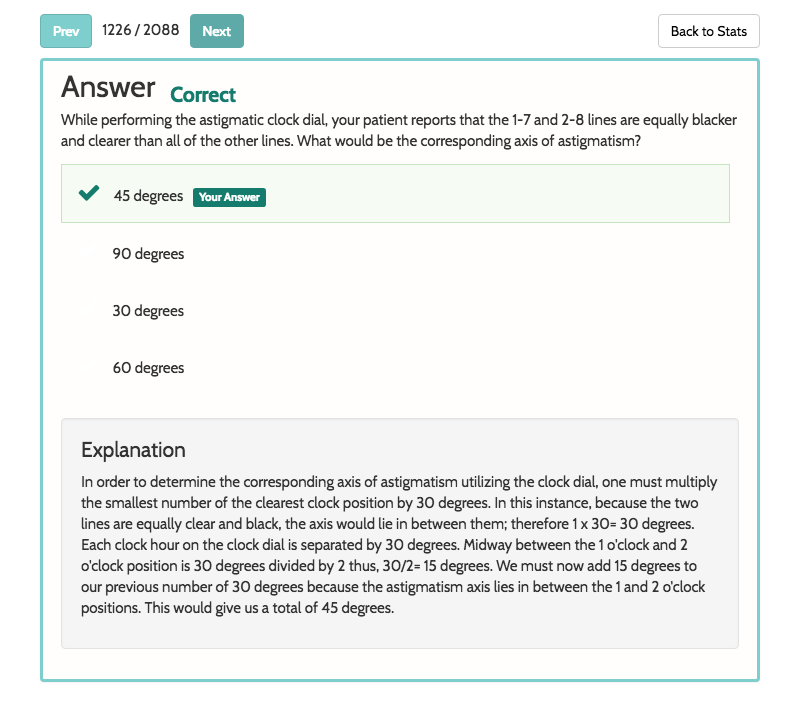 Prev 1226 / 2088 Next Back to Stats
Answer Correct
While performing the astigmatic clock dial, your patient reports that the 1-7 and 2-8 lines are equally blacker
and clearer than all of the other lines. What would be the corresponding axis of astigmatism?
45 degrees Your Answer
90 degrees
30 degrees
60 degrees
Explanation
In order to determine the corresponding axis of astigmatism utilizing the clock dial, one must multiply
the smallest number of the clearest clock position by 30 degrees. In this instance, because the two
lines are equally clear and black, the axis would lie in between them; therefore 1 x 30= 30 degrees.
Each clock hour on the clock dial is separated by 30 degrees. Midway between the 1 o'clock and 2
o'clock position is 30 degrees divided by 2 thus, 30/2= 15 degrees. We must now add 15 degrees to
our previous number of 30 degrees because the astigmatism axis lies in between the 1 and 2 o'clock
positions. This would give us a total of 45 degrees.